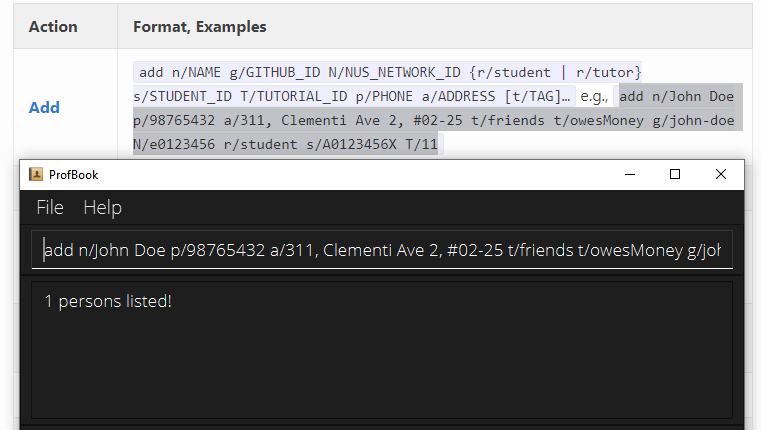 Action Format, Examples
Add
add n/NAME g/GITHUB_ID N/NUS_NETWORK_ID {r/student | r/tutor}
s/STUDENT_ID T/TUTORIAL_ID p/PHONE a/ADDRESS [t/TAG]… e.g., add n/John Doe
p/98765432 a/311, Clementi Ave 2, #02-25 t/friends t/owesMoney g/john-doe
N/e0123456 r/student s/A0123456X T/11
ProfBook
File Help
add n/John Doe p/98765432 a/311, Clementi Ave 2, #02-25 t/friends t/owesMoney g/joh
1 persons listed!